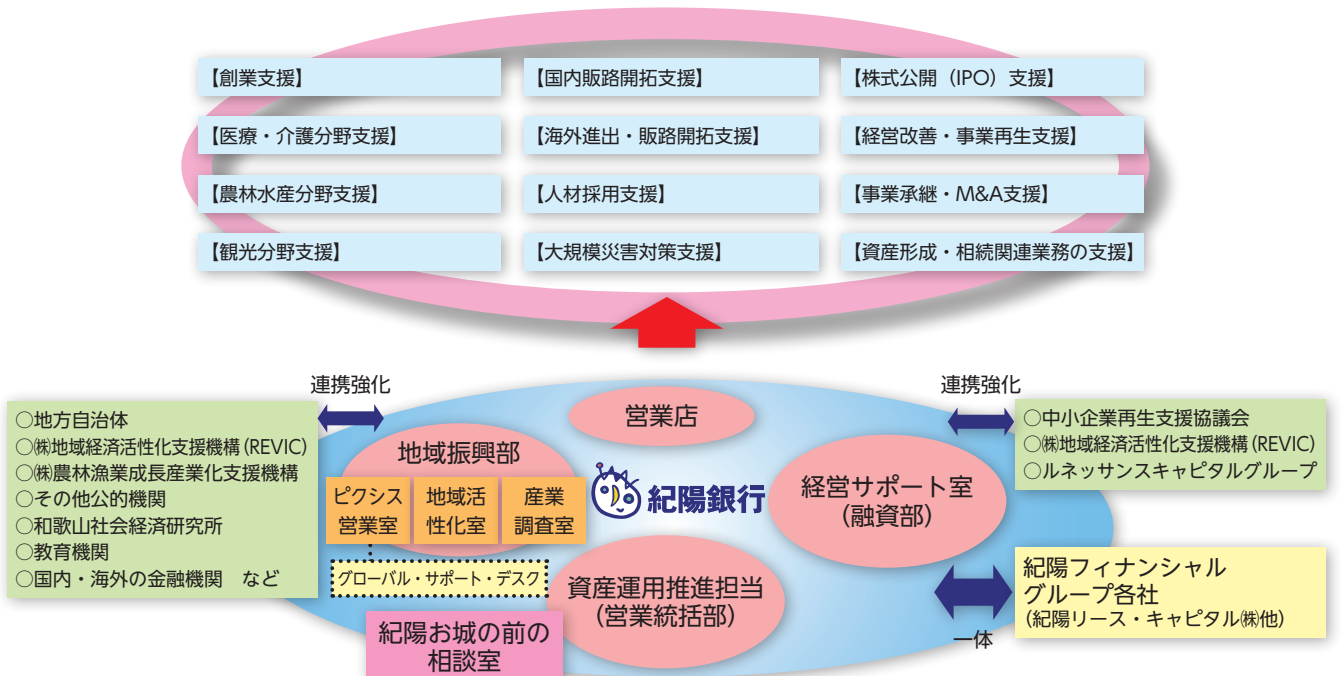 【創業支援】
【国内販路開拓支援】
【株式公開（IPO）支援】
【医療・介護分野支援】
【海外進出・販路開拓支援】
【経営改善・事業再生支援】
【農林水産分野支援】
【人材採用支援】
【事業承継・M&A支援】
【観光分野支援】
【大規模災害対策支援】
【資産形成・相続関連業務の支援】
連携強化
○地方自治体
○㈱地域経済活性化支援機構(REVIC)
○㈱農林漁業成長産業化支援機構
○その他公的機関
○和歌山社会経済研究所
○教育機関
○国内・海外の金融機関　など
営業店
地域振興部
ピクシス
営業室
地域活
性化室
産業
調査室
グローバル・サポート・デスク
紀陽銀行
経営サポート室
(融資部)
資産運用推進担当
(営業統括部)
紀陽お城の前の
相談室
連携強化
○中小企業再生支援協議会
○㈱地域経済活性化支援機構(REVIC)
○ルネッサンスキャピタルグループ
紀陽フィナンシャル
グループ各社
(紀陽リース・キャピタル㈱他)
一体